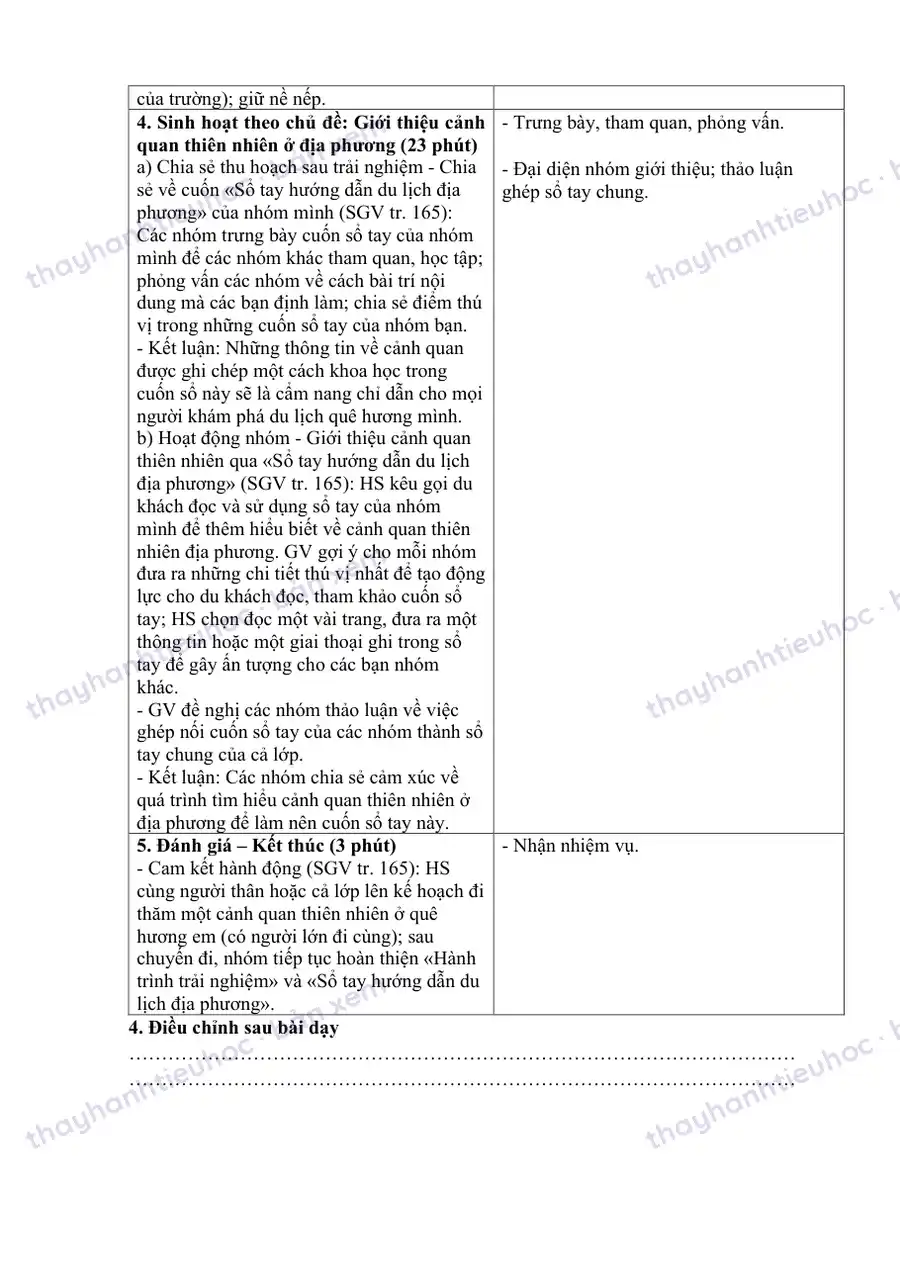 của trường); giữ nề nếp.
4. Sinh hoạt theo chủ đề: Giới thiệu cảnh
quan thiên nhiên ở địa phương (23 phút)
a) Chia sẻ thu hoạch sau trải nghiệm - Chia
sẻ về cuốn «Sổ tay hướng dẫn du lịch địa
phương» của nhóm mình (SGV tr. 165):
Các nhóm trưng bày cuốn sổ tay của nhóm
mình để các nhóm khác tham quan, học tập;
phỏng vấn các nhóm về cách bài trí nội
dung mà các bạn định làm; chia sẻ điểm thú
vị trong những cuốn sổ tay của nhóm bạn.
- Kết luận: Những thông tin về cảnh quan
được ghi chép một cách khoa học trong
cuốn sổ này sẽ là cẩm nang chỉ dẫn cho mọi
người khám phá du lịch quê hương mình.
b) Hoạt động nhóm - Giới thiệu cảnh quan
thiên nhiên qua «Sổ tay hướng dẫn du lịch
địa phương» (SGV tr. 165): HS kêu gọi du
khách đọc và sử dụng sổ tay của nhóm
mình để thêm hiểu biết về cảnh quan thiên
nhiên địa phương. GV gợi ý cho mỗi nhóm
đưa ra những chi tiết thú vị nhất để tạo động
lực cho du khách đọc, tham khảo cuốn sổ
tay; HS chọn đọc một vài trang, đưa ra một
thông tin hoặc một giai thoại ghi trong sổ
tay để gây ấn tượng cho các bạn nhóm
khác.
- GV đề nghị các nhóm thảo luận về việc
ghép nối cuốn sổ tay của các nhóm thành sổ
tay chung của cả lớp.
- Kết luận: Các nhóm chia sẻ cảm xúc về
quá trình tìm hiểu cảnh quan thiên nhiên ở
địa phương để làm nên cuốn sổ tay này.
- Trưng bày, tham quan, phỏng vấn.
- Đại diện nhóm giới thiệu; thảo luận
ghép sổ tay chung.
5. Đánh giá – Kết thúc (3 phút)
- Cam kết hành động (SGV tr. 165): HS
cùng người thân hoặc cả lớp lên kế hoạch đi
thăm một cảnh quan thiên nhiên ở quê
hương em (có người lớn đi cùng); sau
chuyến đi, nhóm tiếp tục hoàn thiện «Hành
trình trải nghiệm» và «Sổ tay hướng dẫn du
lịch địa phương».
- Nhận nhiệm vụ.
4. Điều chỉnh sau bài dạy
…………………………………………………………………………………………
…………………………………………………………………………………………
thayhanhtieuhoc · bản xem
thayhanhtieuhoc · b
thayhanhtieuhoc · bản xem
thayhanhtieuhoc · b
thayhanhtieuhoc · bản xem
thayhanhtieuhoc · b